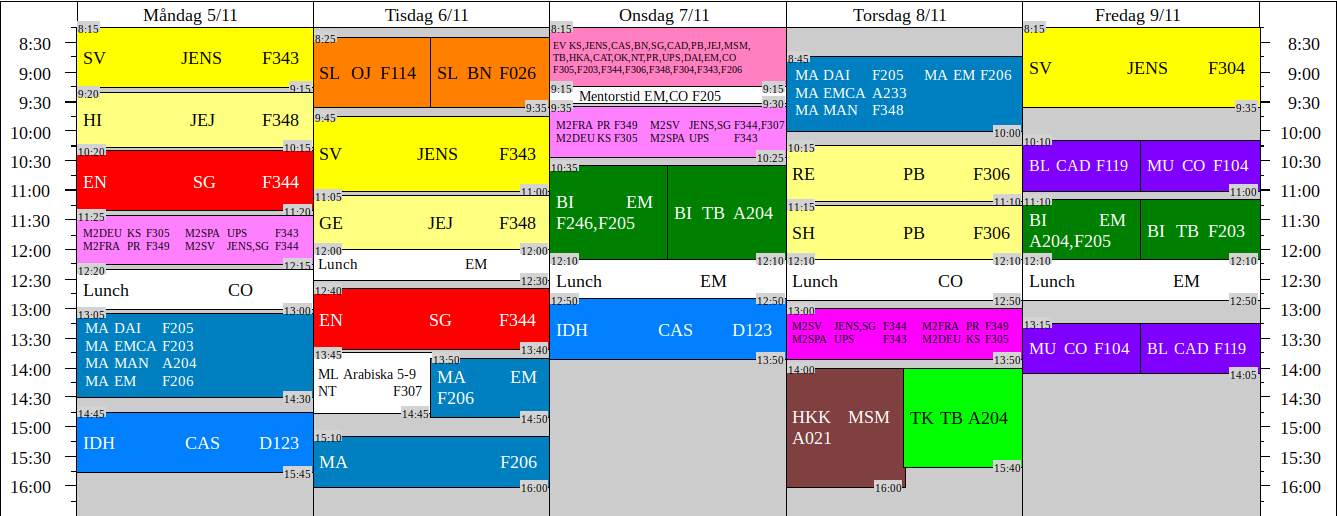 Måndag 5/11
Tisdag 6/11
Onsdag 7/11
Torsdag 8/11
Fredag 9/11
8:30
9:00
9:30
10:00
10:30
11:00
11:30
12:00
12:30
13:00
13:30
14:00
14:30
15:00
15:30
16:00
8:15
SV JENS F343
9:15
9:20
HI JEJ F348
10:15
10:20
EN SG F344
11:20
11:25
M2DEU KS F305 M2SPA UPS F343
M2FRA PR F349 M2SV JENS,SG F344
12:15
12:20
Lunch CO
13:00
13:05
MA DAI F205
MA EMCA F203
MA MAN A204
MA EM F206
14:30
14:45
IDH CAS D123
15:45
8:25
SL OJ F114
SL BN F026
9:35
9:45
SV JENS F343
11:00
11:05
GE JEJ F348
12:00
12:00
Lunch EM
12:30
12:40
EN SG F344
13:40
13:45
ML Arabiska 5-9
NT F307
14:45
13:50
MA EM
F206
14:50
15:10
MA F206
16:00
8:15
EV KS,JENS,CAS,BN,SG,CAD,PB,JEJ,MSM,
TB,HKA,CAT,OK,NT,PR,UPS,DAI,EM,CO
F305,F203,F344,F306,F348,F304,F343,F206
9:15
9:15
Mentorstid EM,CO F205
9:30
9:35
M2FRA PR F349 M2SV JENS,SG F344,F307
M2DEU KS F305 M2SPA UPS F343
10:25
10:35
BI EM
F246,F205
BI TB A204
12:10
12:10
Lunch EM
12:50
12:50
IDH CAS D123
13:50
8:45
MA DAI F205 MA EM F206
MA EMCA A233
MA MAN F348
10:00
10:15
RE PB F306
11:10
11:15
SH PB F306
12:10
12:10
Lunch CO
12:50
13:00
M2SV JENS,SG F344 M2FRA PR F349
M2SPA UPS F343 M2DEU KS F305
13:50
14:00
HKK MSM
A021
16:00
TK TB A204
15:40
8:15
SV JENS F304
9:35
10:10
BL CAD F119
MU CO F104
11:00
11:10
BI EM
A204,F205
BI TB F203
12:10
12:10
Lunch EM
12:50
13:15
MU CO F104
BL CAD F119
14:05
8:30
9:00
9:30
10:00
10:30
11:00
11:30
12:00
12:30
13:00
13:30
14:00
14:30
15:00
15:30
16:00